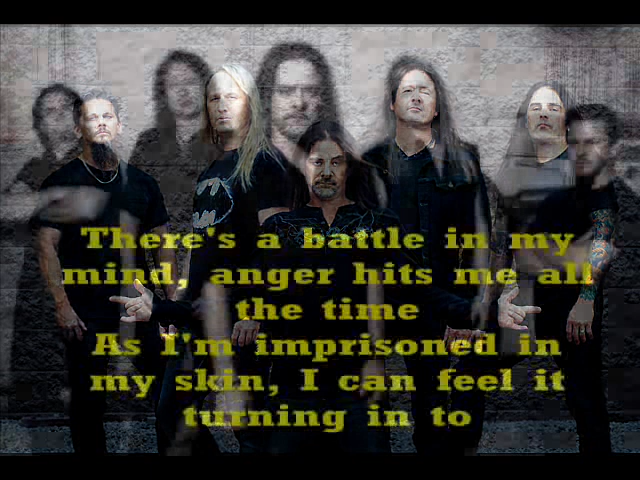 There's a battle in my
mind, anger hits me all
the time
As I'm imprisoned in
my skin, I can feel it
turning in to